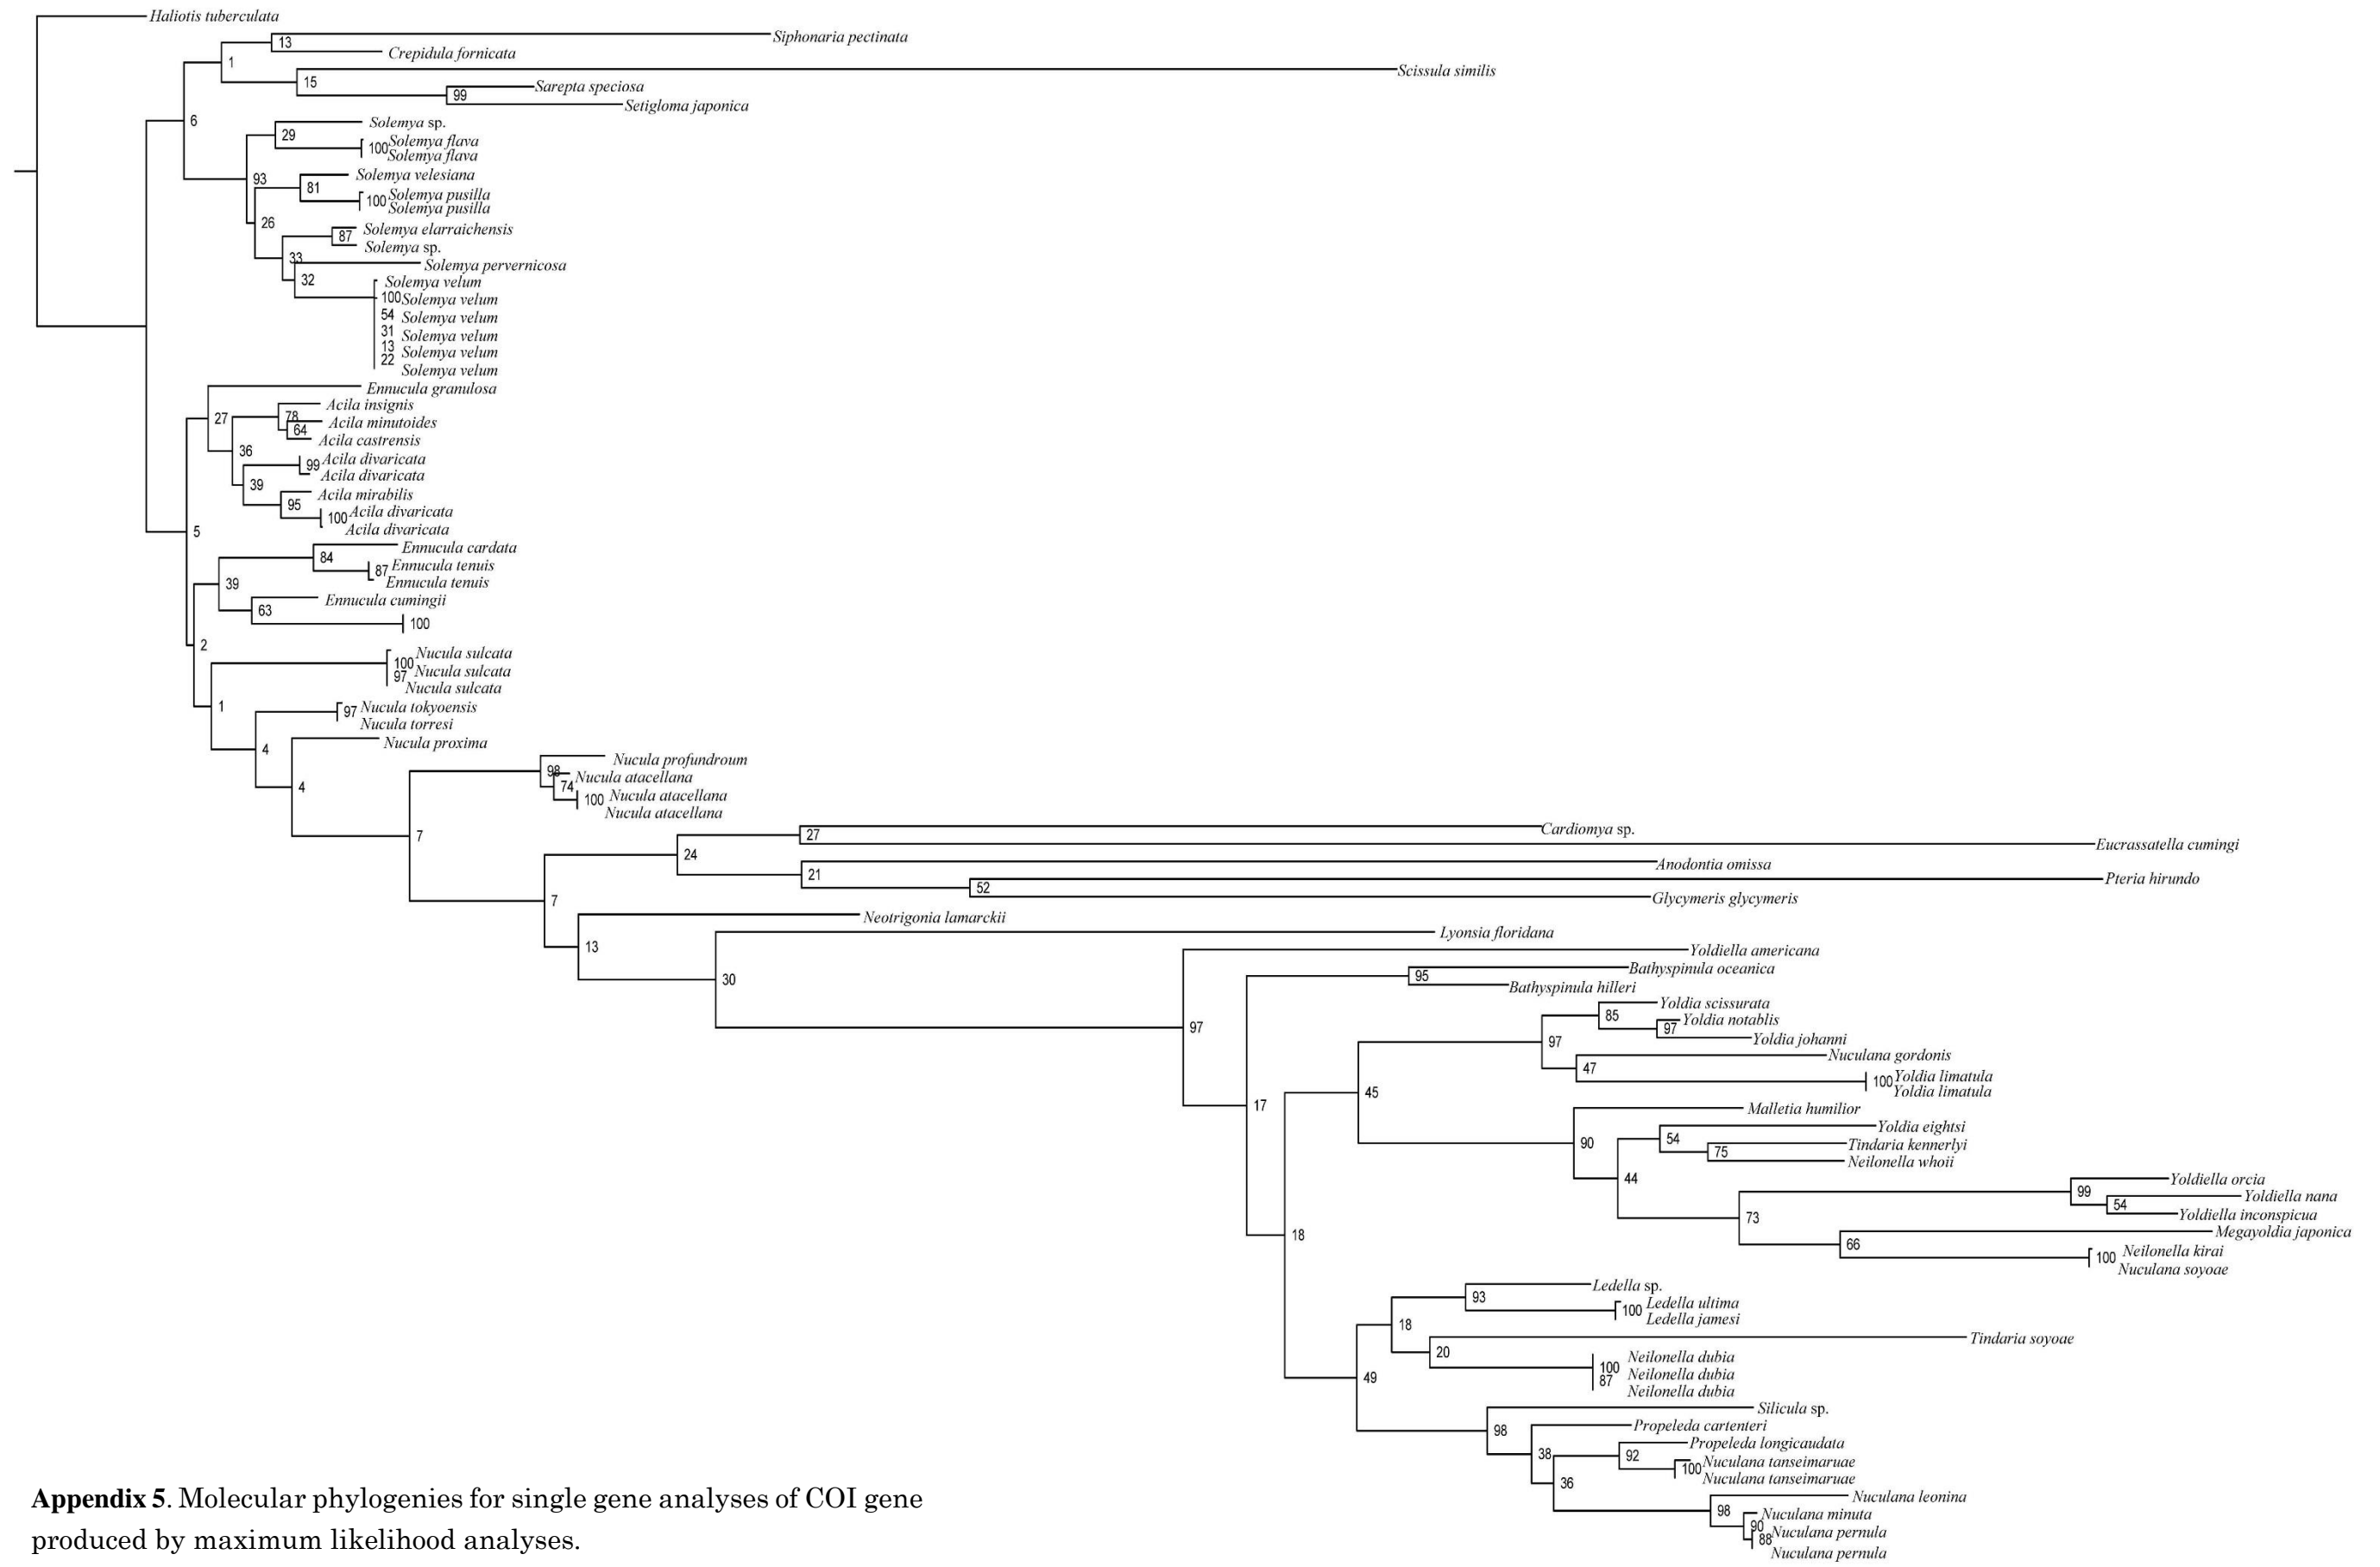 Haliotis tuberculata
13 Siphonaria pectinata
Crepidula fornicata
1
Scissula similis
15
Sarepta speciosa
99
Setigloma japonica
6
Solemya sp.
29
100 Solemya flava
Solemya flava
93
Solemya velesiana
81
100 Solemya pusilla
Solemya pusilla
26
Solemya elarraichensis
87
Solemya sp.
33
Solemya pervernicosa
32
Solemya velum
100 Solemya velum
54 Solemya velum
31 Solemya velum
13 Solemya velum
22
Solemya velum
Ennucula granulosa
27
Acila insignis
78
Acila minutoides
64
Acila castrensis
36
99 Acila divaricata
Acila divaricata
39
Acila mirabilis
95
100 Acila divaricata
Acila divaricata
5
Ennucula cardata
84
87 Ennucula tenuis
Ennucula tenuis
39
Ennucula cumingii
63
100
2
Nucula sulcata
100
97 Nucula sulcata
Nucula sulcata
1
97 Nucula tokyoensis
Nucula torresi
4
Nucula proxima
4
Nucula profundroum
98
Nucula atacellana
74
100 Nucula atacellana
Nucula atacellana
7
Cardiomya sp.
27
Eucrassatella cumingi
24
Anodontia omissa
21
Pteria hirundo
52
Glycymeris glycymeris
7
Neotrigonia lamarckii
13
Lyonsia floridana
30
Yoldiella americana
97
Bathyspinula oceanica
95
Bathyspinula hilleri
17
Yoldia scissurata
85
Yoldia notablis
97
Yoldia johanni
97
Nuculana gordonis
47
100 Yoldia limatula
Yoldia limatula
45
Malletia humilior
90
Yoldia eightsi
54
Tindaria kennerlyi
75
Neilonella whoii
44
Yoldiella orcia
99
Yoldiella nana
54
Yoldiella inconspicua
73
Megayoldia japonica
66
100 Neilonella kirai
Nuculana soyoae
18
Ledella sp.
93
100 Ledella ultima
Ledella jamesi
18
Tindaria soyoae
20
Neilonella dubia
100
87 Neilonella dubia
Neilonella dubia
49
Silicula sp.
98
Propeleda cartenteri
38
Propeleda longicaudata
92
100 Nuculana tanseimaruae
Nuculana tanseimaruae
36
Nuculana leonina
98
Nuculana minuta
90
88 Nuculana pernula
Nuculana pernula
Appendix 5. Molecular phylogenies for single gene analyses of COI gene
produced by maximum likelihood analyses.